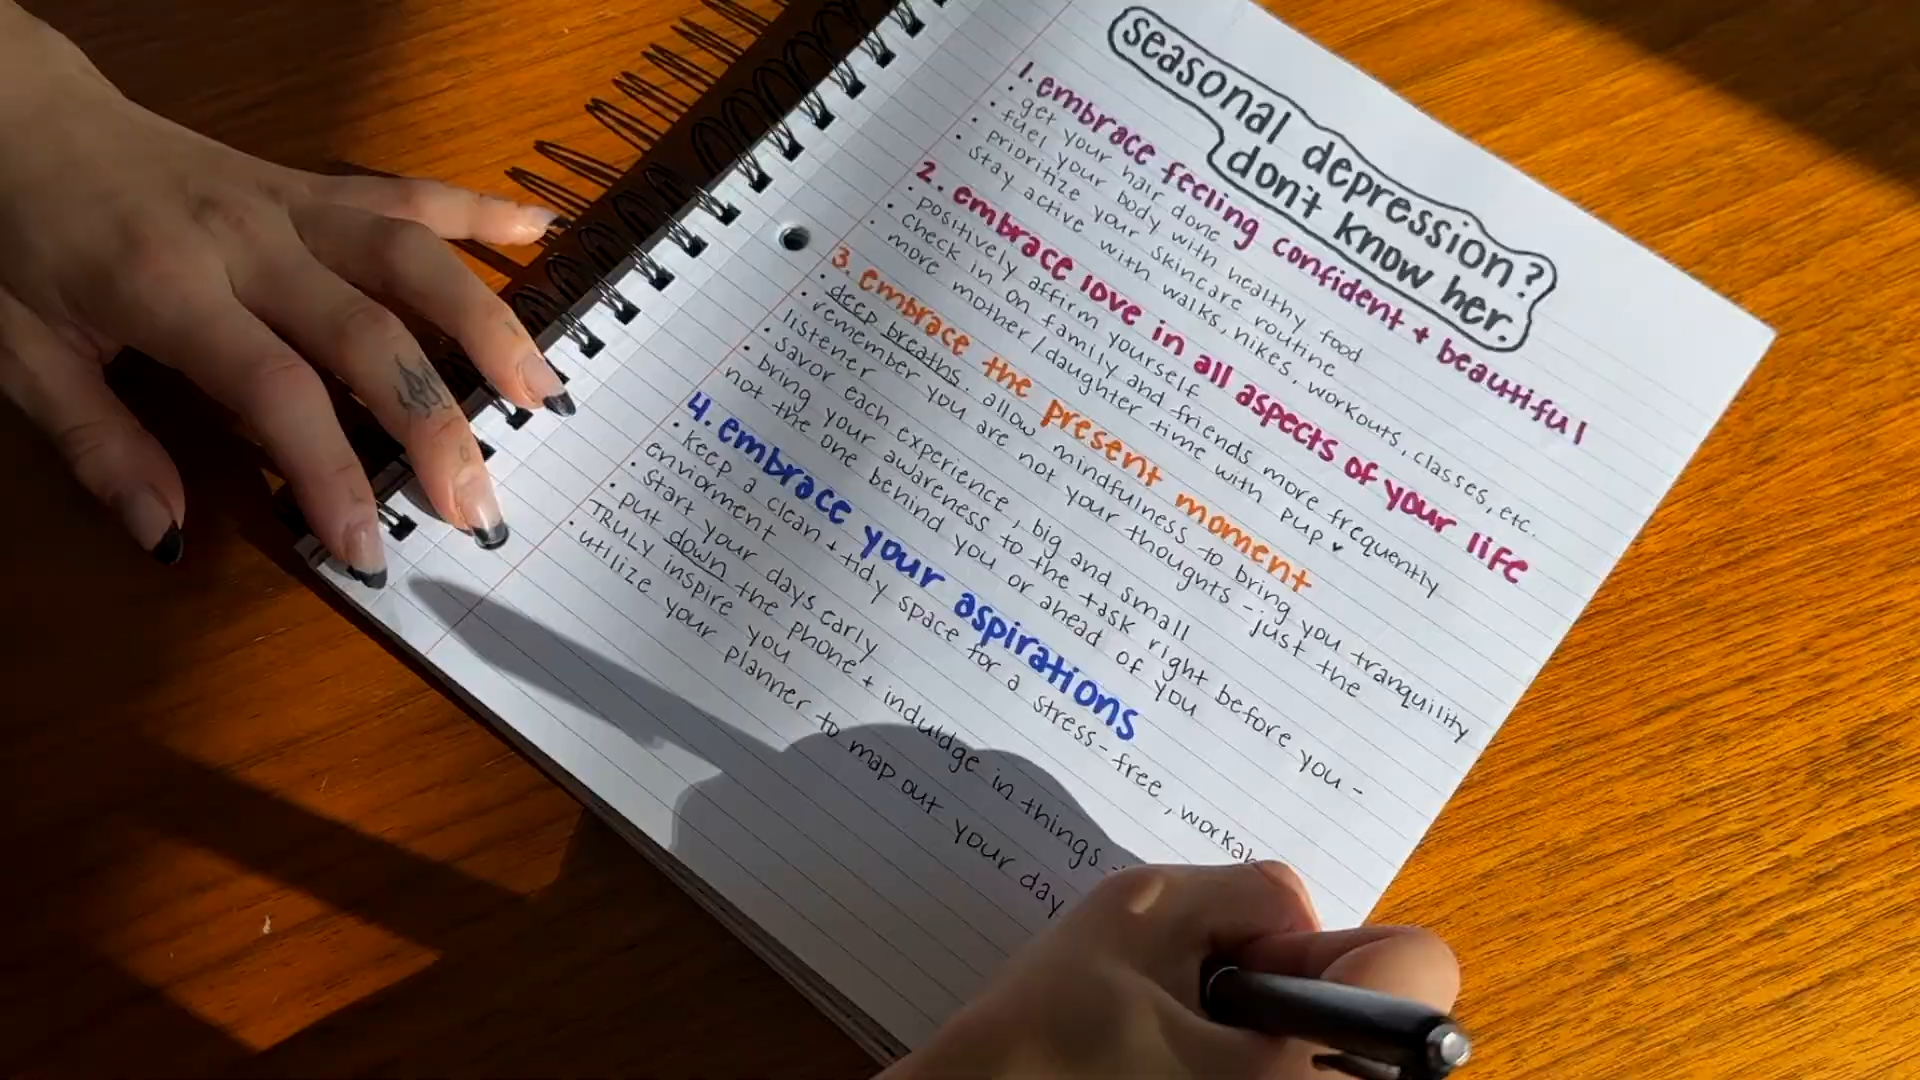 seasonal depression?
don't know her.
1. embrace feeling confident + beautiful
• get your hair done
• fuel your body with healthy food
• prioritize your skincare routine
• stay active with walks, hikes, workouts, classes, etc.
2. embrace love in all aspects of your life
• positively affirm yourself
• check in on family and friends more frequently
• more mother/daughter time with pup ♥
3. embrace the present moment
• deep breaths. allow mindfulness to bring you tranquility
• remember you are not your thoughts - just the
listener
• savor each experience, big and small
• bring your awareness to the task right before you -
not the one behind you or ahead of you
4. embrace your aspirations
• keep a clean + tidy space for a stress-free,
enviorment
• start your days early
• put down the phone + induldge in things
TRULY inspire you
• utilize your planner to map out your day